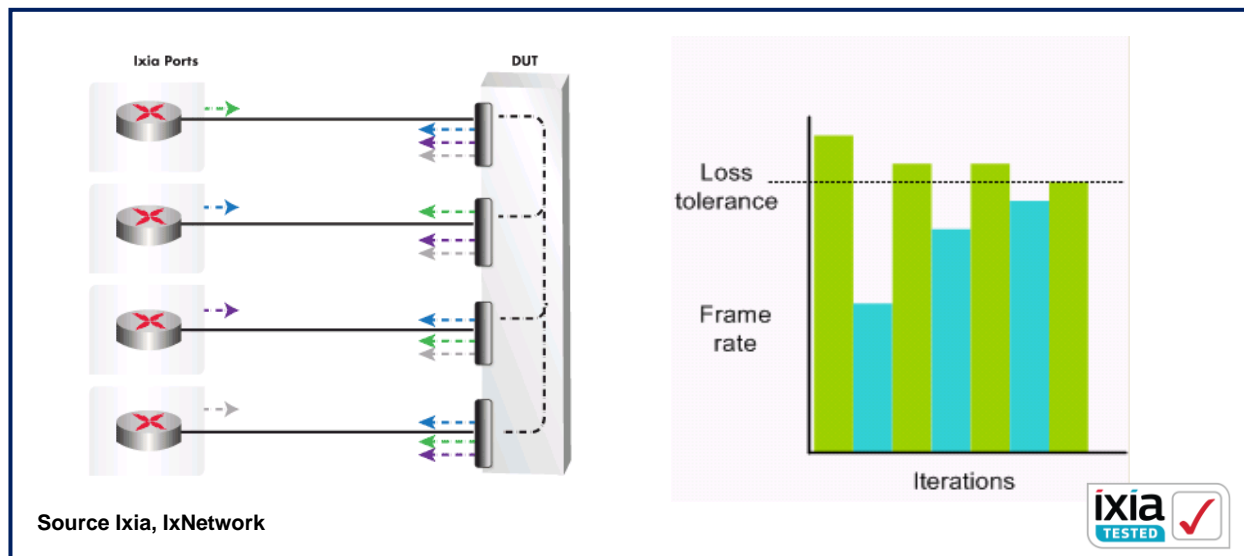 Ixia Ports
DUT
Loss
tolerance
Frame
rate
Iterations
Source Ixia, IxNetwork
ixia
TESTED